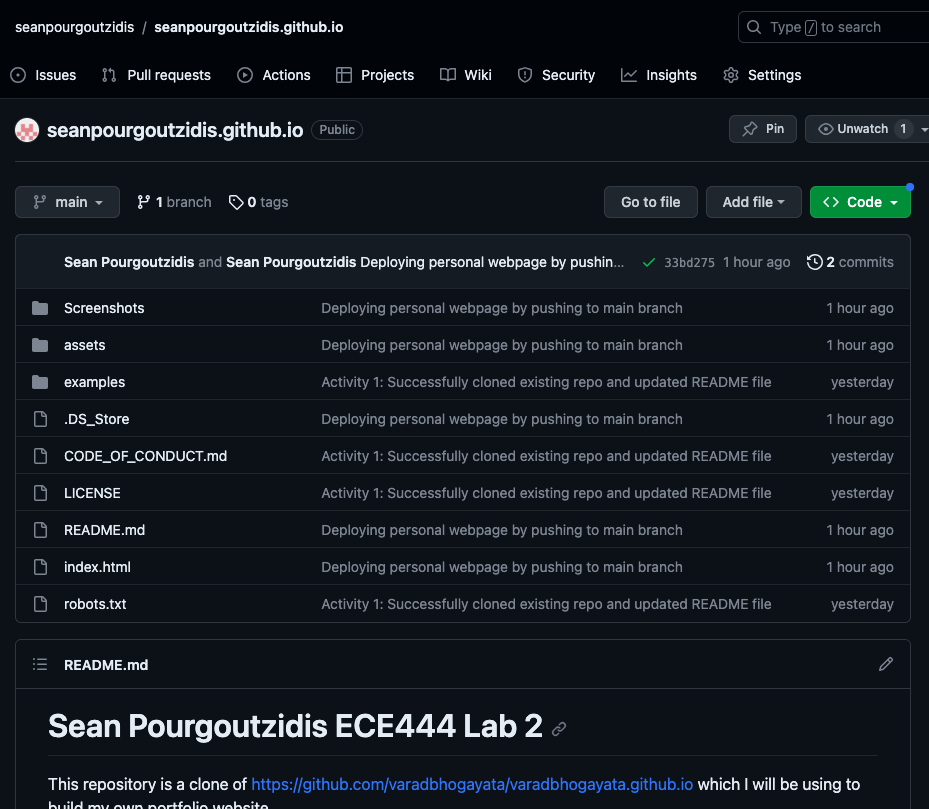 seanpourgoutzidis / seanpourgoutzidis.github.io
Type / to search
Issues Pull requests Actions Projects Wiki Security Insights Settings
seanpourgoutzidis.github.io Public
Pin Unwatch 1
main 1 branch 0 tags Go to file Add file Code
Sean Pourgoutzidis and Sean Pourgoutzidis Deploying personal webpage by pushin... 33bd275 1 hour ago 2 commits
Screenshots Deploying personal webpage by pushing to main branch 1 hour ago
assets Deploying personal webpage by pushing to main branch 1 hour ago
examples Activity 1: Successfully cloned existing repo and updated README file yesterday
.DS_Store Deploying personal webpage by pushing to main branch 1 hour ago
CODE_OF_CONDUCT.md Activity 1: Successfully cloned existing repo and updated README file yesterday
LICENSE Activity 1: Successfully cloned existing repo and updated README file yesterday
README.md Deploying personal webpage by pushing to main branch 1 hour ago
index.html Deploying personal webpage by pushing to main branch 1 hour ago
robots.txt Activity 1: Successfully cloned existing repo and updated README file yesterday
README.md
Sean Pourgoutzidis ECE444 Lab 2
This repository is a clone of https://github.com/varadbhogayata/varadbhogayata.github.io which I will be using to
build my own portfolio website